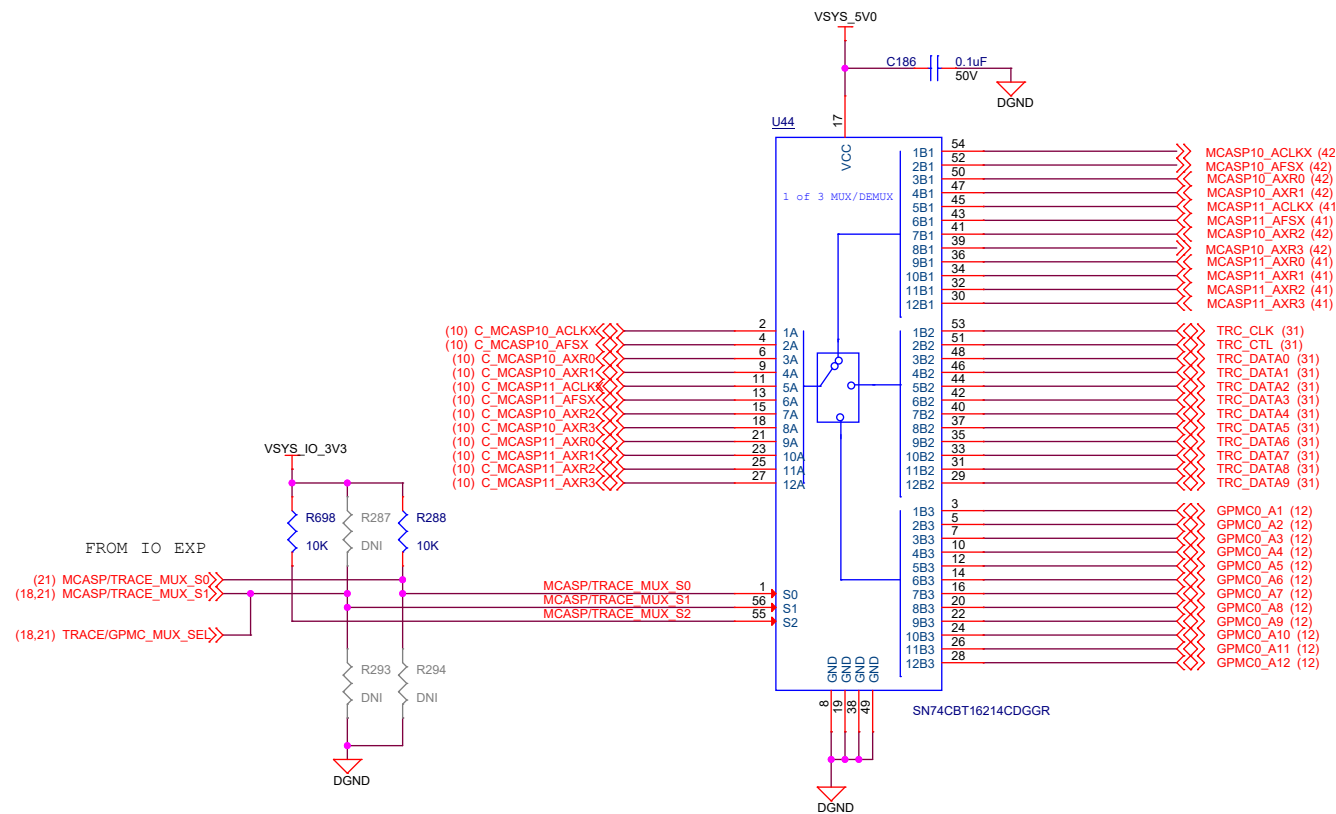 VSYS_5V0
C186 0.1uF
50V
DGND
17
U44
VCC
1 of 3 MUX/DEMUX
1B1 54 MCASP10_ACLKX (42
2B1 52 MCASP10_AFSX (42)
3B1 50 MCASP10_AXR0 (42)
4B1 47 MCASP10_AXR1 (42)
5B1 45 MCASP11_ACLKX (41
6B1 43 MCASP11_AFSX (41)
7B1 41 MCASP10_AXR2 (42)
8B1 39 MCASP10_AXR3 (42)
9B1 36 MCASP11_AXR0 (41)
10B1 34 MCASP11_AXR1 (41)
11B1 32 MCASP11_AXR2 (41)
12B1 30 MCASP11_AXR3 (41)
(10) C_MCASP10_ACLKX 2 1A 1B2 53 TRC_CLK (31)
(10) C_MCASP10_AFSX 4 2A 2B2 51 TRC_CTL (31)
(10) C_MCASP10_AXR0 6 3A 3B2 48 TRC_DATA0 (31)
(10) C_MCASP10_AXR1 9 4A 4B2 46 TRC_DATA1 (31)
(10) C_MCASP11_ACLKX 11 5A 5B2 44 TRC_DATA2 (31)
(10) C_MCASP11_AFSX 13 6A 6B2 42 TRC_DATA3 (31)
(10) C_MCASP10_AXR2 15 7A 7B2 40 TRC_DATA4 (31)
(10) C_MCASP10_AXR3 18 8A 8B2 37 TRC_DATA5 (31)
(10) C_MCASP11_AXR0 21 9A 9B2 35 TRC_DATA6 (31)
(10) C_MCASP11_AXR1 23 10A 10B2 33 TRC_DATA7 (31)
(10) C_MCASP11_AXR2 25 11A 11B2 31 TRC_DATA8 (31)
(10) C_MCASP11_AXR3 27 12A 12B2 29 TRC_DATA9 (31)
VSYS_IO_3V3
R698 R287 R288
10K DNI 10K
FROM IO EXP
1B3 3 GPMC0_A1 (12)
2B3 5 GPMC0_A2 (12)
3B3 7 GPMC0_A3 (12)
4B3 10 GPMC0_A4 (12)
5B3 12 GPMC0_A5 (12)
6B3 14 GPMC0_A6 (12)
7B3 16 GPMC0_A7 (12)
8B3 20 GPMC0_A8 (12)
9B3 22 GPMC0_A9 (12)
10B3 24 GPMC0_A10 (12)
11B3 26 GPMC0_A11 (12)
12B3 28 GPMC0_A12 (12)
(21) MCASP/TRACE_MUX_S0
(18,21) MCASP/TRACE_MUX_S1
(18,21) TRACE/GPMC_MUX_SEL
MCASP/TRACE_MUX_S0 1 S0
MCASP/TRACE_MUX_S1 56 S1
MCASP/TRACE_MUX_S2 55 S2
R293 R294
DNI DNI
DGND
GND GND GND GND
8 19 38 49
SN74CBT16214CDGGR
DGND